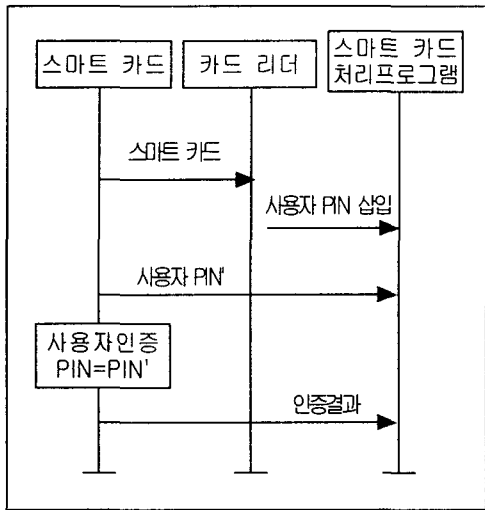 스마트 카드
카드 리더
스마트 카드
처리프로그램
스마트 카드
사용자 PIN 삽입
사용자 PIN'
사용자인증
PIN=PIN'
인증결과